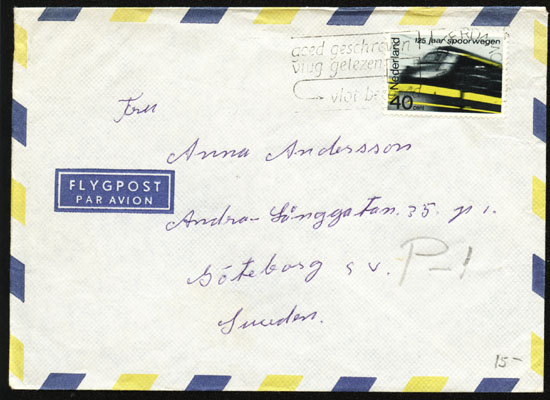 goed geschreven
vlug gelezen
vlot
125 jaar spoorwegen
Nederland
40
Fru
Anna Andersson
FLYGPOST
PAR AVION
Andra-Långgatan. 35. p 1.
Göteborg s.v.
P-1
Sweden.
15-